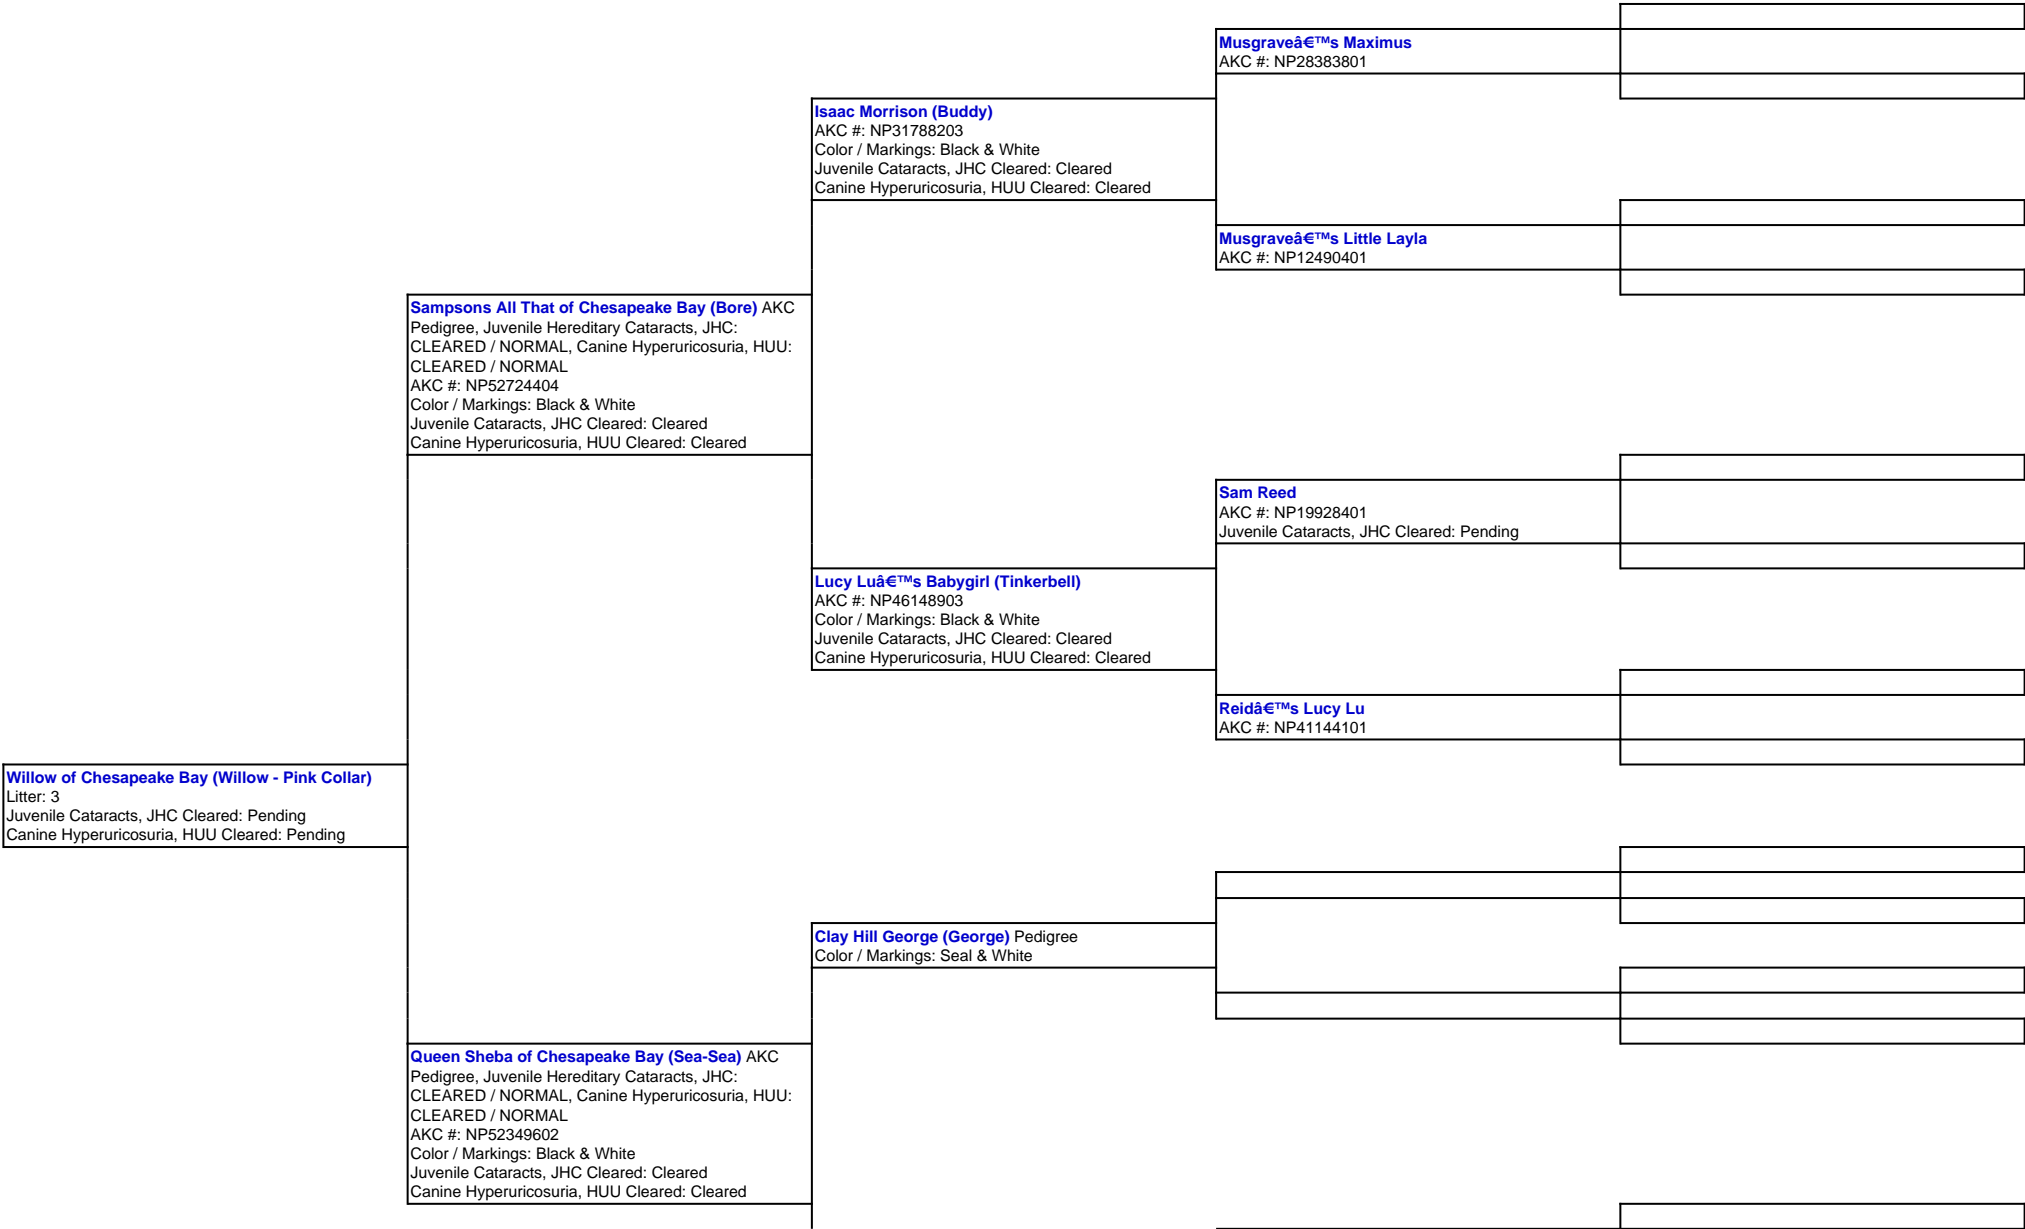 Musgraveâ€™s Maximus
AKC #: NP28383801
Isaac Morrison (Buddy)
AKC #: NP31788203
Color / Markings: Black & White
Juvenile Cataracts, JHC Cleared: Cleared
Canine Hyperuricosuria, HUU Cleared: Cleared
Musgraveâ€™s Little Layla
AKC #: NP12490401
Sampsons All That of Chesapeake Bay (Bore) AKC
Pedigree, Juvenile Hereditary Cataracts, JHC:
CLEARED / NORMAL, Canine Hyperuricosuria, HUU:
CLEARED / NORMAL
AKC #: NP52724404
Color / Markings: Black & White
Juvenile Cataracts, JHC Cleared: Cleared
Canine Hyperuricosuria, HUU Cleared: Cleared
Sam Reed
AKC #: NP19928401
Juvenile Cataracts, JHC Cleared: Pending
Lucy Luâ€™s Babygirl (Tinkerbell)
AKC #: NP46148903
Color / Markings: Black & White
Juvenile Cataracts, JHC Cleared: Cleared
Canine Hyperuricosuria, HUU Cleared: Cleared
Reidâ€™s Lucy Lu
AKC #: NP41144101
Willow of Chesapeake Bay (Willow - Pink Collar)
Litter: 3
Juvenile Cataracts, JHC Cleared: Pending
Canine Hyperuricosuria, HUU Cleared: Pending
Clay Hill George (George) Pedigree
Color / Markings: Seal & White
Queen Sheba of Chesapeake Bay (Sea-Sea) AKC
Pedigree, Juvenile Hereditary Cataracts, JHC:
CLEARED / NORMAL, Canine Hyperuricosuria, HUU:
CLEARED / NORMAL
AKC #: NP52349602
Color / Markings: Black & White
Juvenile Cataracts, JHC Cleared: Cleared
Canine Hyperuricosuria, HUU Cleared: Cleared